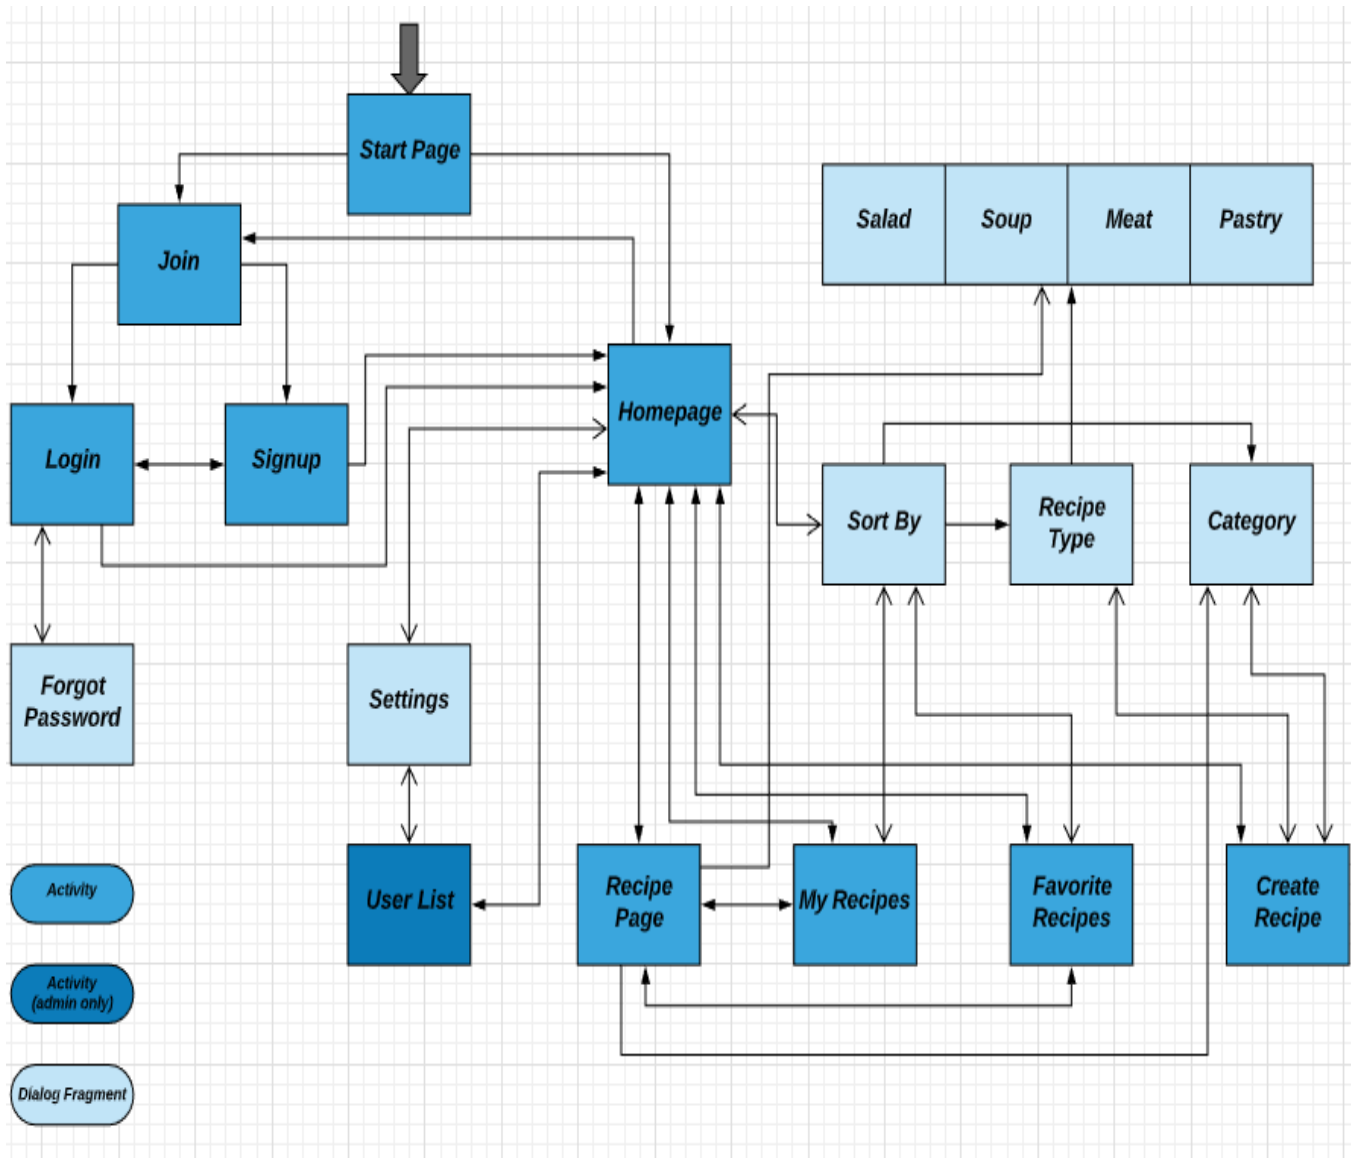 Start Page
Join
Salad
Soup
Meat
Pastry
Homepage
Login
Signup
Sort By
Recipe
Type
Category
Forgot
Password
Settings
User List
Recipe
Page
My Recipes
Favorite
Recipes
Create
Recipe
Activity
Activity
(admin only)
Dialog Fragment